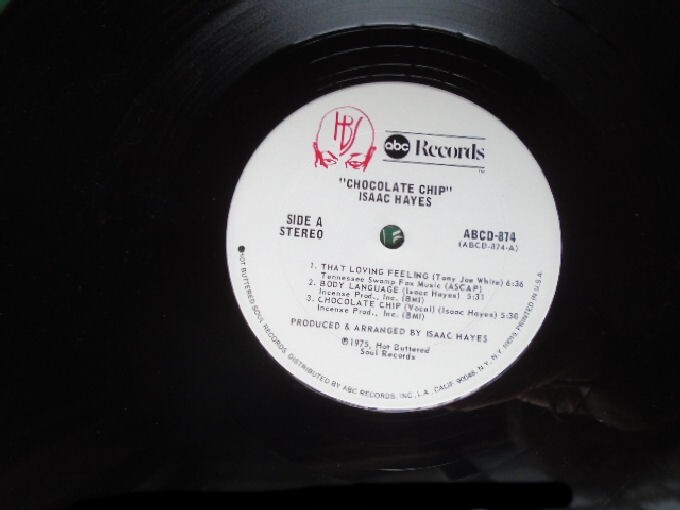 HBS
abc Records
TM
"CHOCOLATE CHIP"
ISAAC HAYES
SIDE A
STEREO
ABCD-874
(ABCD-874-A)
1. THAT LOVING FEELING (Tony Joe White) 6:36
Tennessee Swamp Fox Music (ASCAP)
2. BODY LANGUAGE (Isaac Hayes) 5:31
Incense Prod., Inc. (BMI)
3. CHOCOLATE CHIP (Vocal) (Isaac Hayes) 5:30
Incense Prod., Inc. (BMI)
PRODUCED & ARRANGED BY ISAAC HAYES
℗1975, Hot Buttered
Soul Records
HOT BUTTERED SOUL RECORDS, DISTRIBUTED BY ABC RECORDS, INC., L.A., CALIF. 90048, N.Y., N.Y. 10019 PRINTED IN U.S.A.